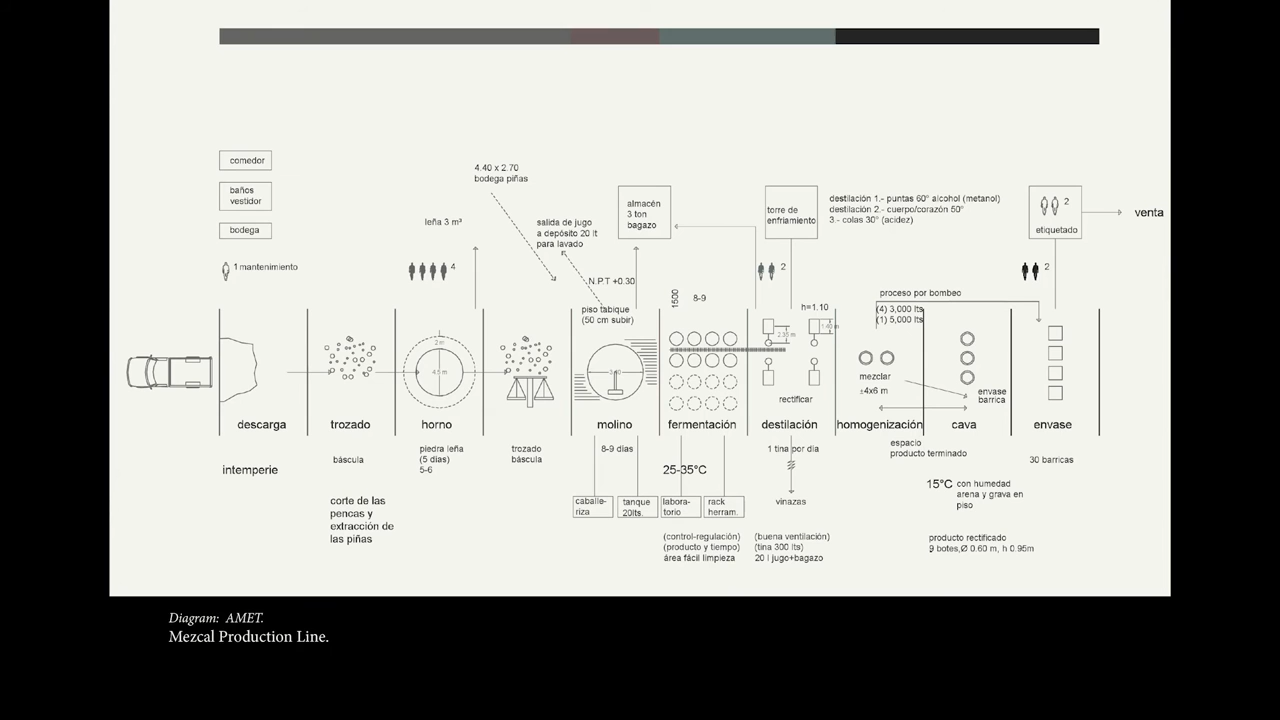 comedor
baños
vestidor
bodega
1 mantenimiento
leña 3 m³
4
4.40 x 2.70
bodega piñas
salida de jugo
a depósito 20 lt
para lavado
N.P.T +0.30
piso tabique
(50 cm subir)
almacén
3 ton
bagazo
1500
8-9
torre de
enfriamiento
2
h=1.10
destilación 1.- puntas 60° alcohol (metanol)
destilación 2.- cuerpo/corazón 50°
3.- colas 30° (acidez)
proceso por bombeo
(4) 3,000 lts
(1) 5,000 lts
2
etiquetado
venta
2
2 m
4.5 m
2.35 m
1.40 m
rectificar
mezclar
±4x6 m
envase
barrica
descarga
trozado
horno
molino
fermentación
destilación
homogenización
cava
envase
intemperie
báscula
corte de las
pencas y
extracción de
las piñas
piedra leña
(5 días)
5-6
trozado
báscula
8-9 dias
25-35°C
caballe-
riza
tanque
20lts.
labora-
torio
rack
herram.
(control-regulación)
(producto y tiempo)
área fácil limpieza
1 tina por dia
vinazas
(buena ventilación)
(tina 300 lts)
20 l jugo+bagazo
espacio
producto terminado
15°C
con humedad
arena y grava en
piso
producto rectificado
9 botes,Ø 0.60 m, h 0.95m
30 barricas
Diagram: AMET.
Mezcal Production Line.